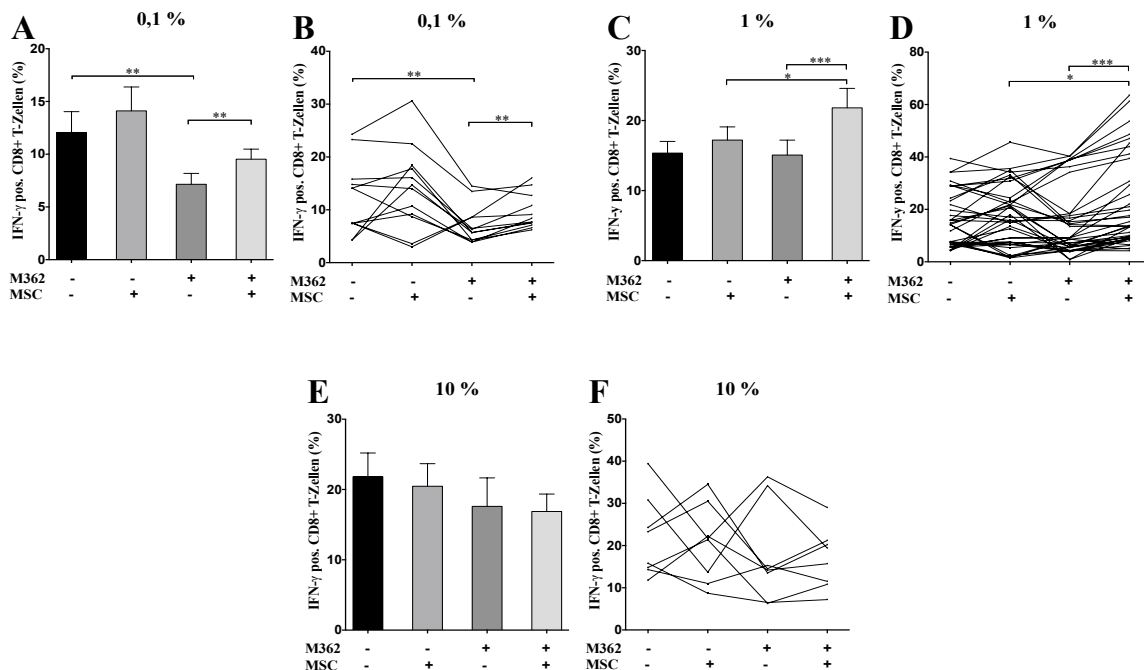 A
0,1 %
IFN-γ pos. CD8+ T-Zellen (%)
20
15
10
5
0
**
**
M362 - - + +
MSC - + - +
B
0,1 %
IFN-γ pos. CD8+ T-Zellen (%)
40
30
20
10
0
**
**
M362 - - + +
MSC - + - +
C
1 %
IFN-γ pos. CD8+ T-Zellen (%)
30
20
10
0
***
*
M362 - - + +
MSC - + - +
D
1 %
IFN-γ pos. CD8+ T-Zellen (%)
80
60
40
20
0
***
*
M362 - - + +
MSC - + - +
E
10 %
IFN-γ pos. CD8+ T-Zellen (%)
30
20
10
0
M362 - - + +
MSC - + - +
F
10 %
IFN-γ pos. CD8+ T-Zellen (%)
50
40
30
20
10
0
M362 - - + +
MSC - + - +